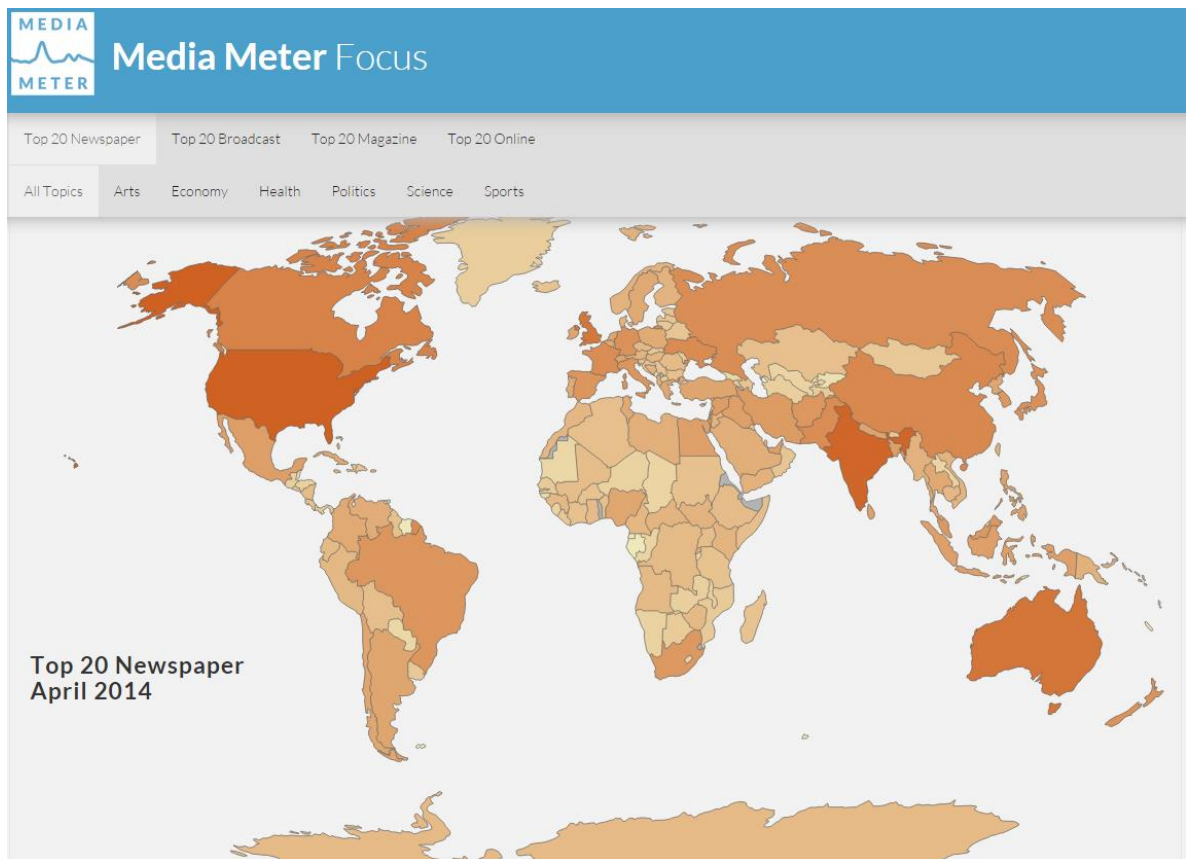 MEDIA
METER
Media Meter Focus
Top 20 Newspaper Top 20 Broadcast Top 20 Magazine Top 20 Online
All Topics Arts Economy Health Politics Science Sports
Top 20 Newspaper
April 2014